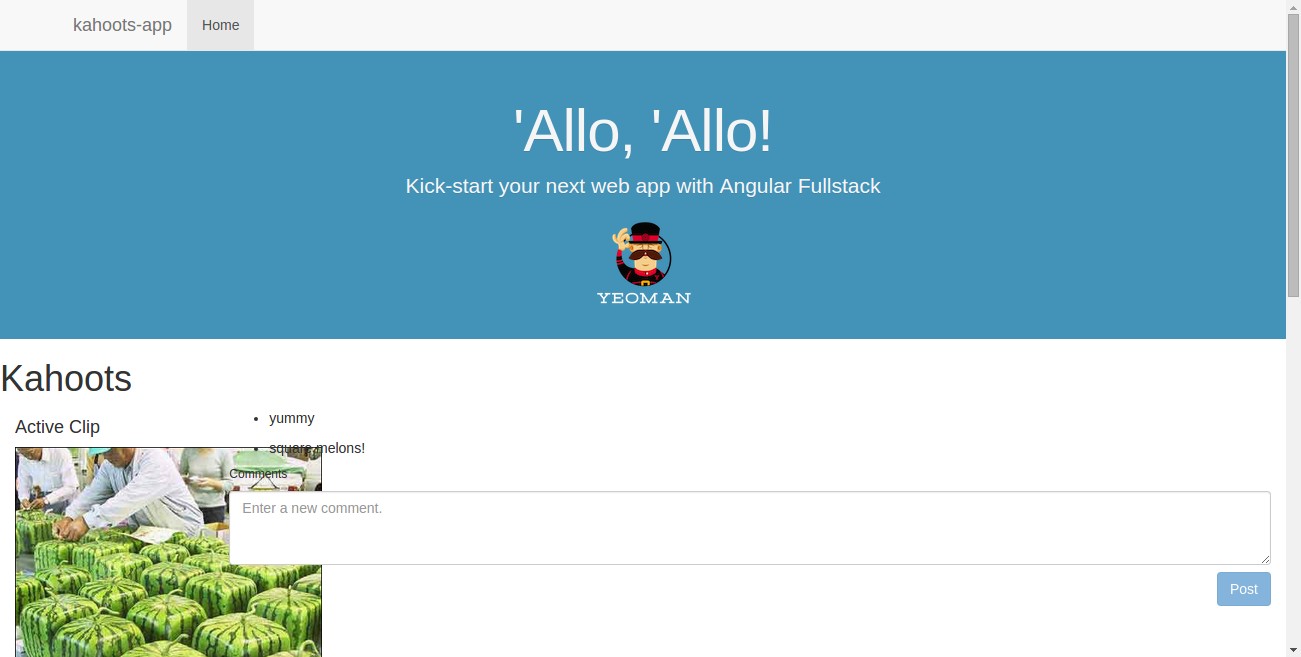 kahoots-app Home
'Allo, 'Allo!
Kick-start your next web app with Angular Fullstack
YEOMAN
Kahoots
Active Clip
yummy
square melons!
Comments
Enter a new comment.
Post